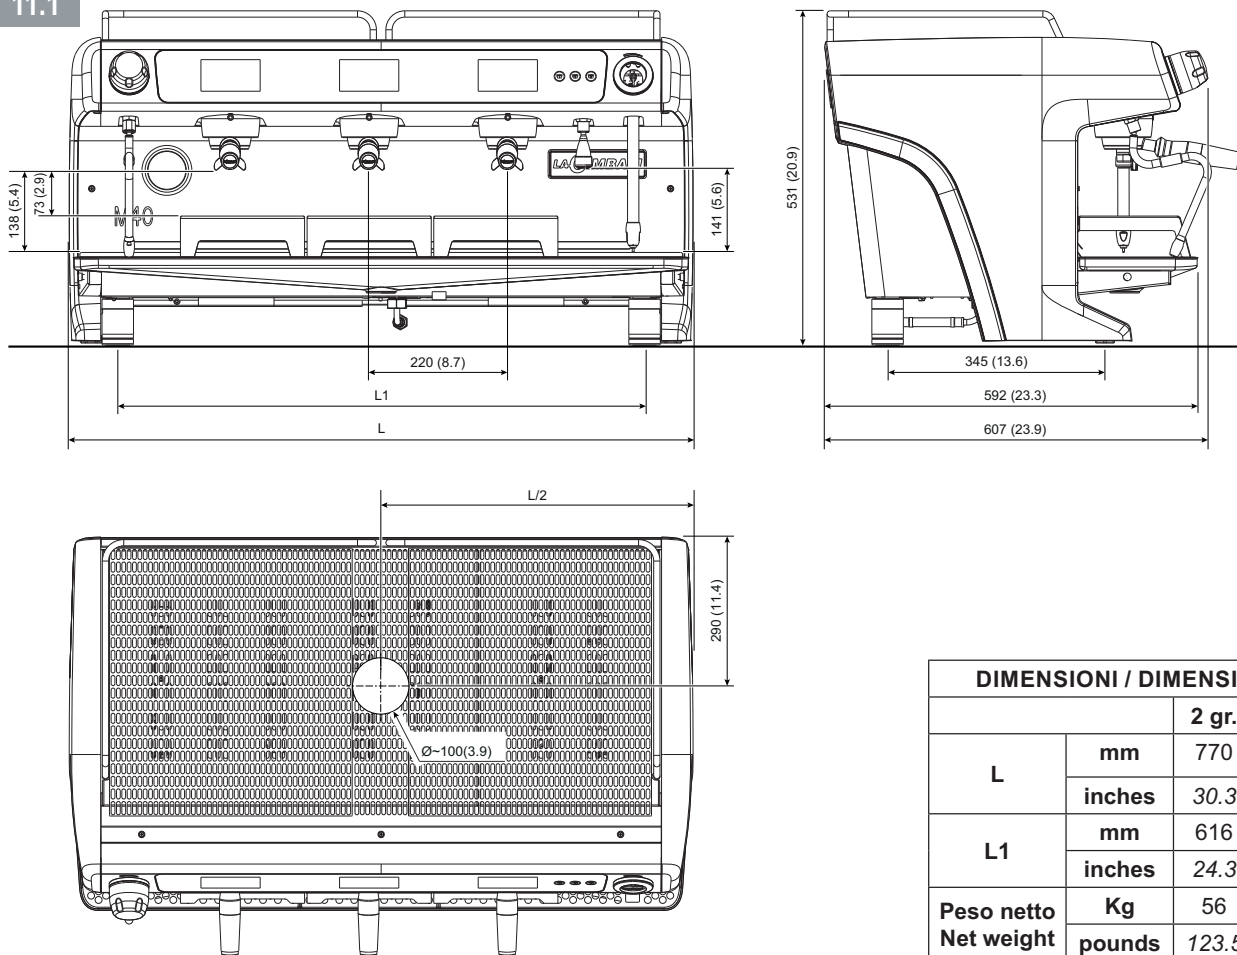 11.1
138 (5.4)
73 (2.9)
141 (5.6)
M40
220 (8.7)
L1
L
531 (20.9)
345 (13.6)
592 (23.3)
607 (23.9)
L/2
290 (11.4)
Ø~100(3.9)
DIMENSIONI / DIMENSI
2 gr.
L mm 770
inches 30.3
L1 mm 616
inches 24.3
Peso netto Kg 56
Net weight pounds 123.5